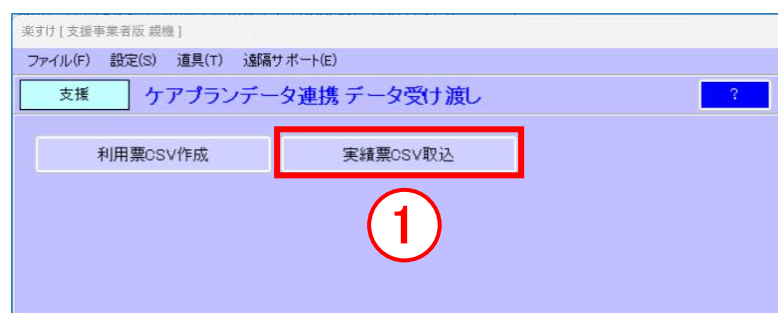 楽すけ [ 支援事業者版 親機 ]
ファイル(F) 設定(S) 道具(T) 遠隔サポート(E)
支援 ケアプランデータ連携 データ受け渡し ?
利用票CSV作成 実績票CSV取込
1